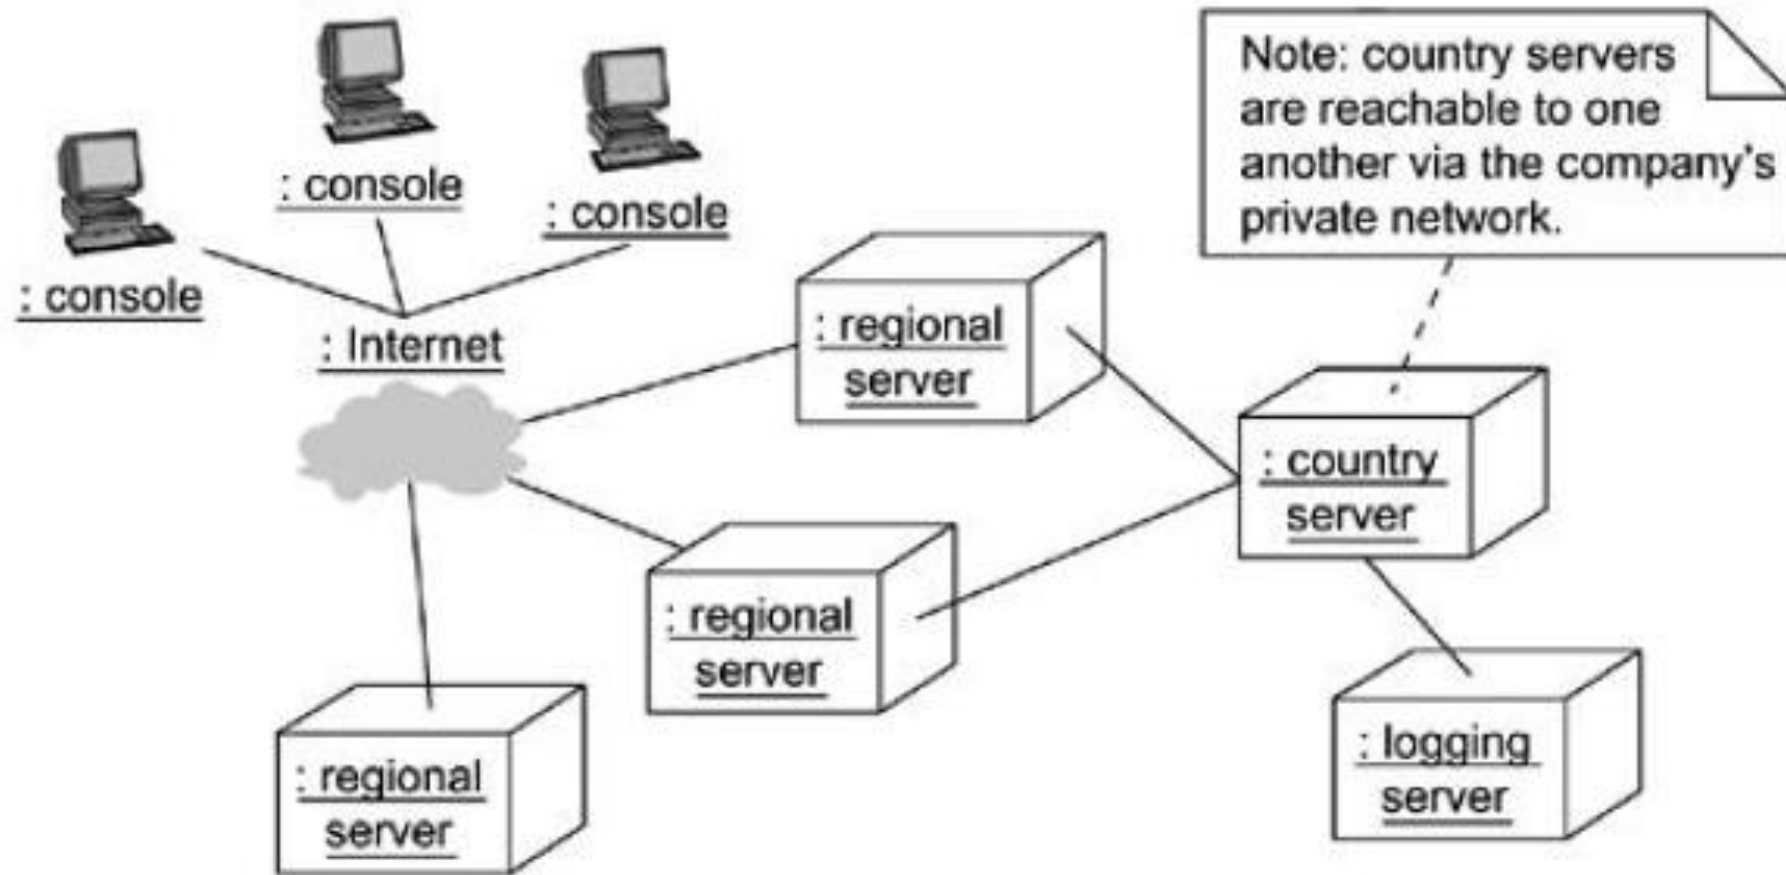 : console
: console
: console
: Internet
Note: country servers
are reachable to one
another via the company's
private network.
: regional
server
: country
server
: regional
server
: regional
server
: logging
server